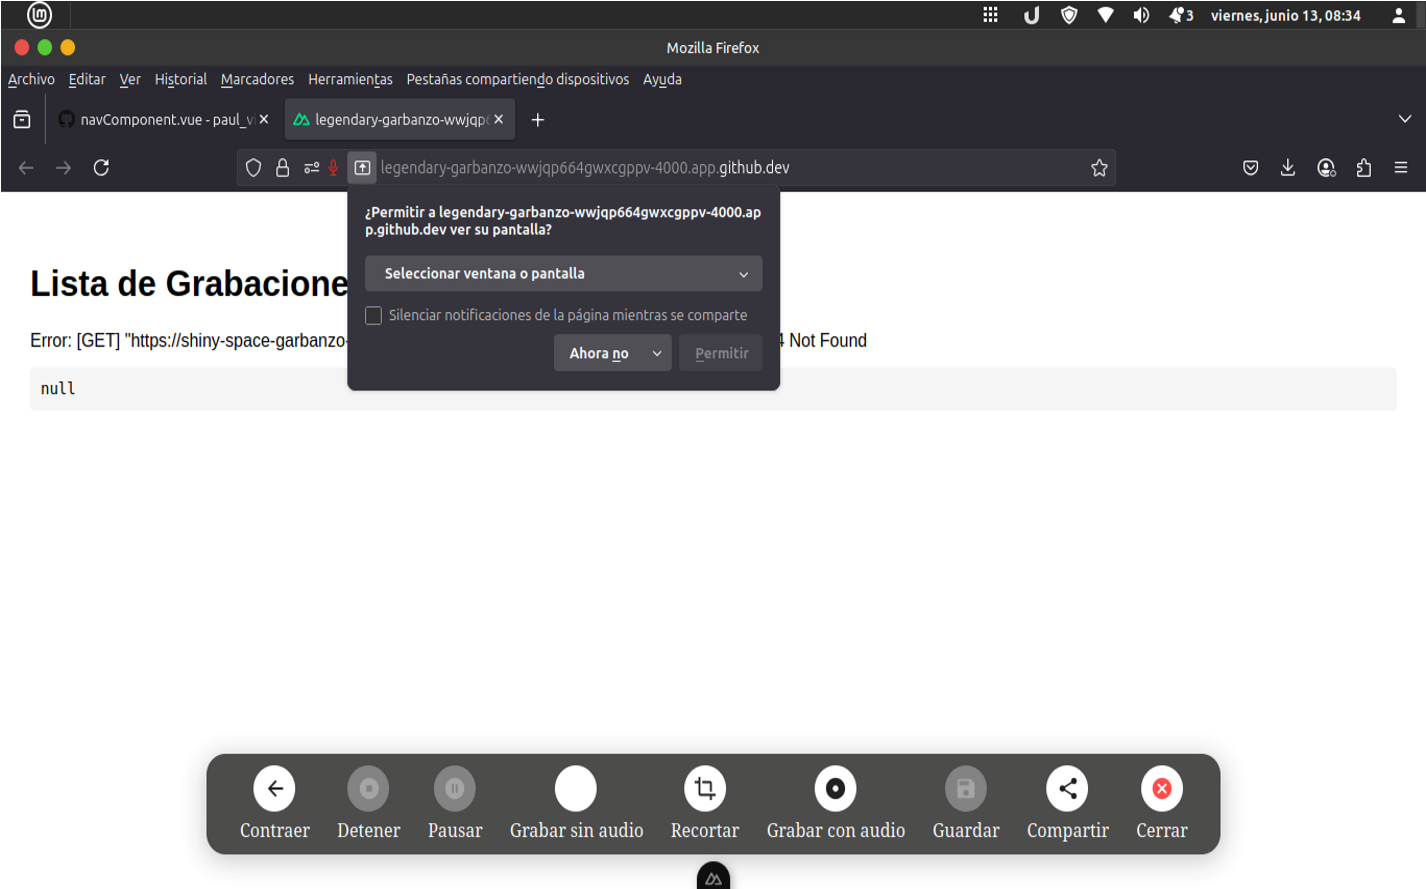 viernes, junio 13, 08:34
3
Mozilla Firefox
Archivo Editar Ver Historial Marcadores Herramientas Pestañas compartiendo dispositivos Ayuda
navComponent.vue - paul_v
legendary-garbanzo-wwjqp6
legendary-garbanzo-wwjqp664gwxcgppv-4000.app.github.dev
¿Permitir a legendary-garbanzo-wwjqp664gwxcgppv-4000.ap
p.github.dev ver su pantalla?
Seleccionar ventana o pantalla
Silenciar notificaciones de la página mientras se comparte
Ahora no Permitir
Lista de Grabacione
Error: [GET] "https://shiny-space-garbanzo- 4 Not Found
null
Contraer Detener Pausar Grabar sin audio Recortar Grabar con audio Guardar Compartir Cerrar